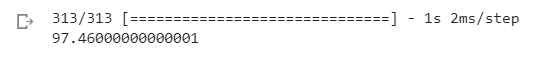 313/313 [==============================] - 1s 2ms/step
97.46000000000001